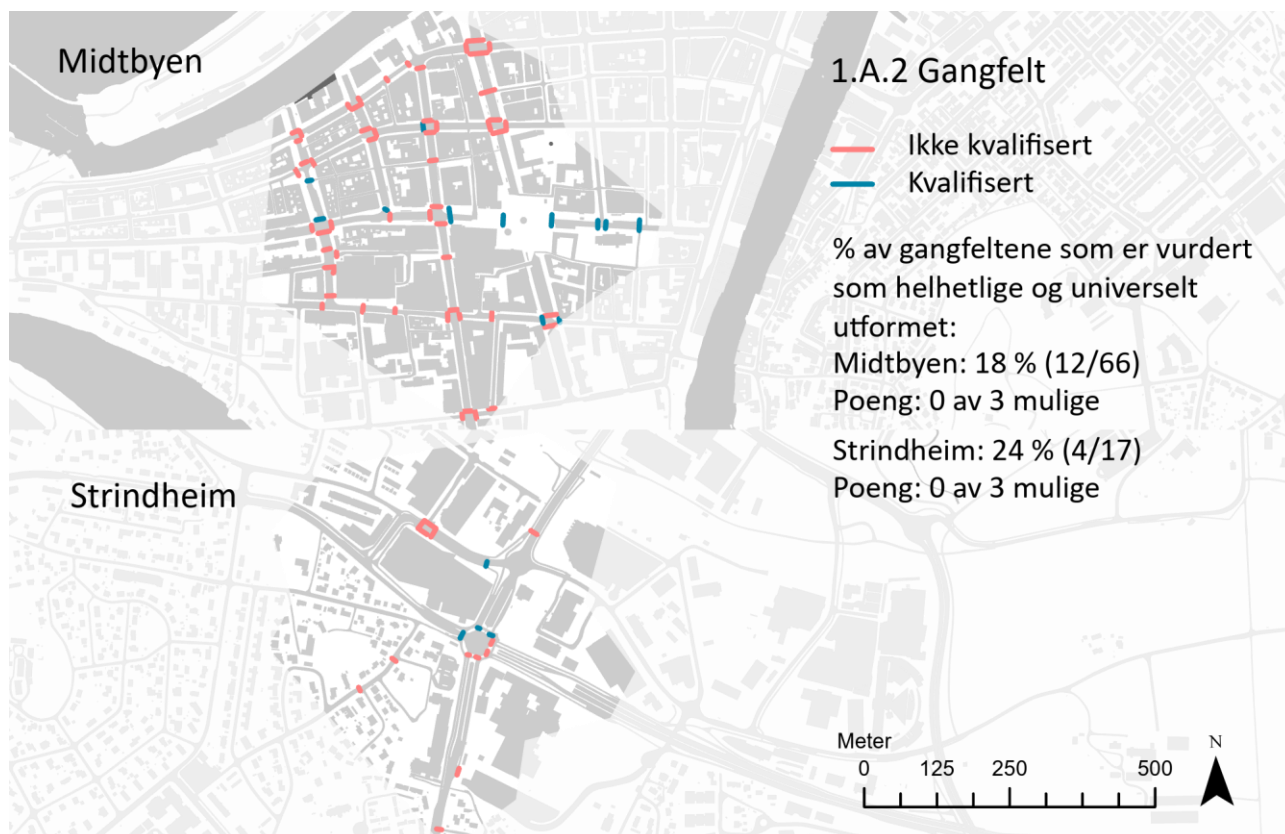 Midtbyen
1.A.2 Gangfelt
Ikke kvalifisert
Kvalifisert
% av gangfeltene som er vurdert
som helhetlige og universelt
utformet:
Midtbyen: 18 % (12/66)
Poeng: 0 av 3 mulige
Strindheim: 24 % (4/17)
Poeng: 0 av 3 mulige
Strindheim
Meter
0 125 250 500
N